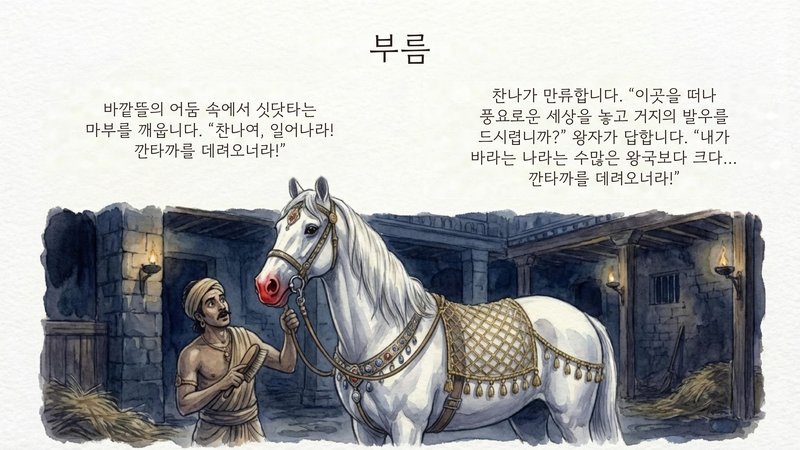 부름
바깥뜰의 어둠 속에서 싯닷타는
마부를 깨웁니다. “찬나여, 일어나라!
깐타까를 데려오너라!”
찬나가 만류합니다. “이곳을 떠나
풍요로운 세상을 놓고 거지의 발우를
드시렵니까?” 왕자가 답합니다. “내가
바라는 나라는 수많은 왕국보다 크다...
깐타까를 데려오너라!”